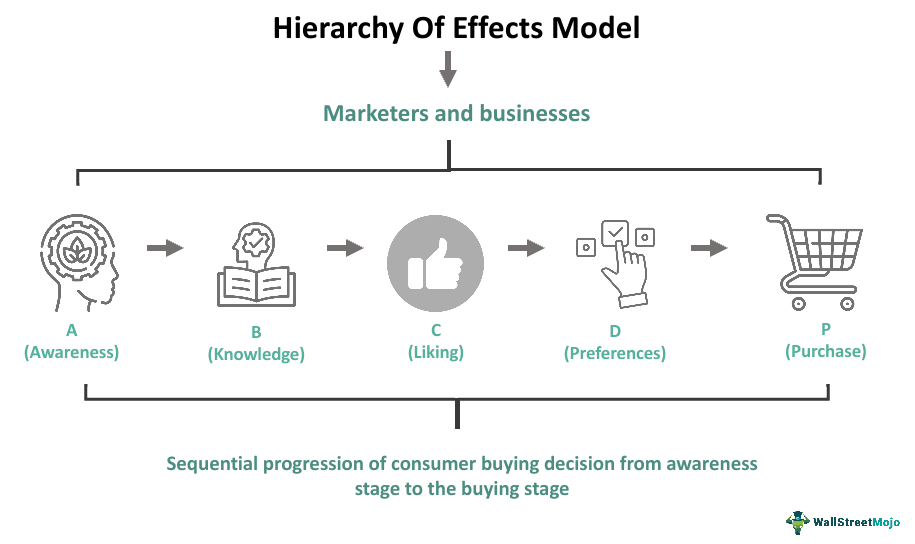 Hierarchy Of Effects Model
Marketers and businesses
A
(Awareness)
B
(Knowledge)
C
(Liking)
D
(Preferences)
P
(Purchase)
Sequential progression of consumer buying decision from awareness
stage to the buying stage
WallStreetMojo